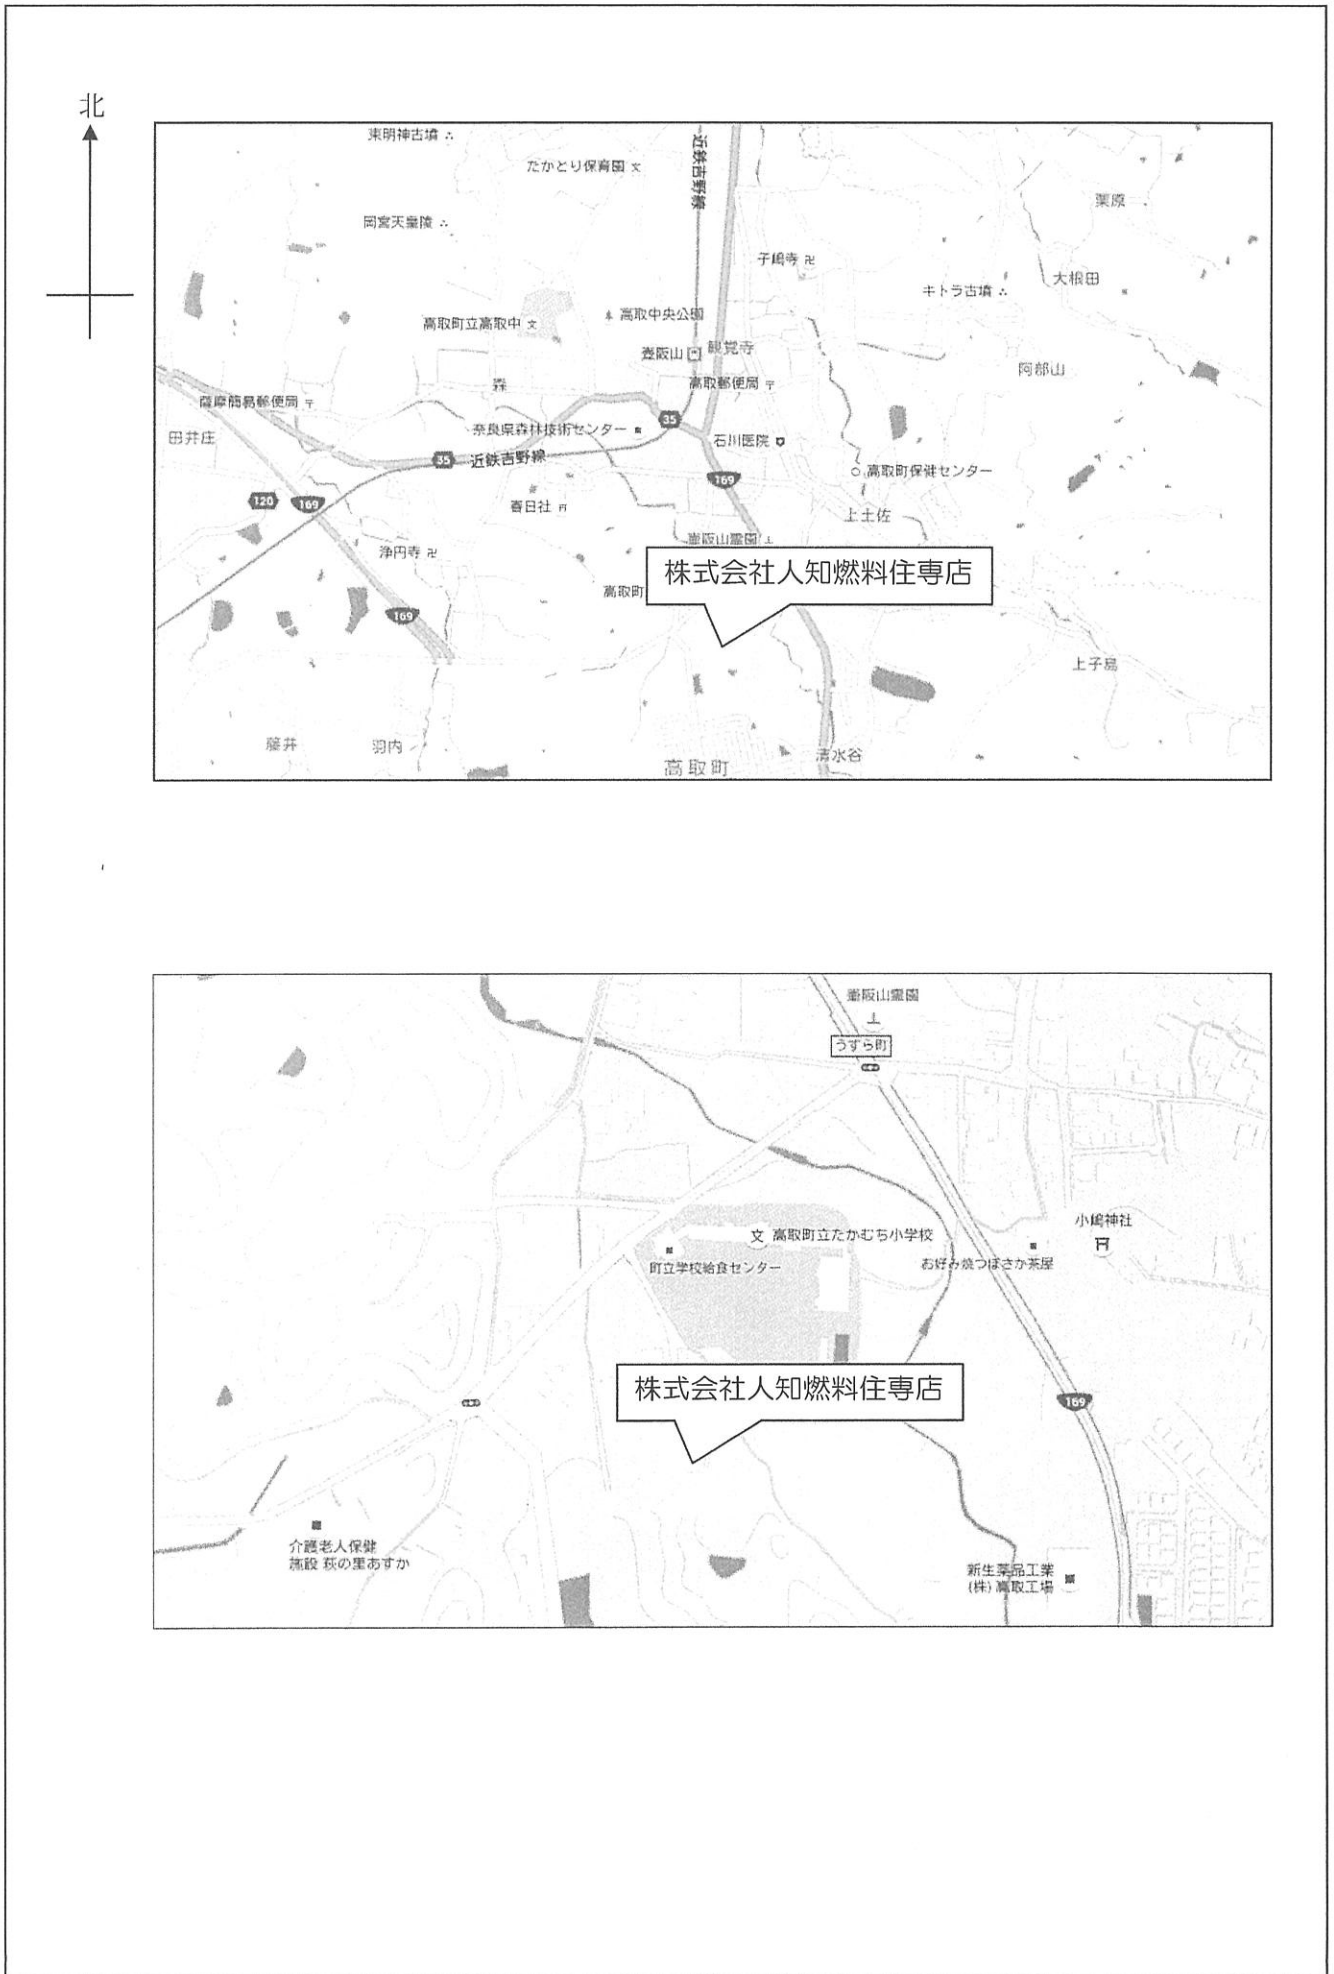 北
束明神古墳
たかとり保育園
近鉄吉野線
栗原
岡宮天皇陵
子嶋寺
大根田
キトラ古墳
高取町立高取中
高取中央公園
壺阪山
観覚寺
阿部山
森
高取郵便局
薩摩簡易郵便局
35
奈良県森林技術センター
石川医院
田井庄
35
近鉄吉野線
高取町保健センター
169
120
169
春日社
上土佐
壷阪山霊園
浄円寺
株式会社人知燃料住専店
高取町
169
上子島
藤井
羽内
清水谷
高取町
壷阪山霊園
うすら町
小嶋神社
高取町立たかむち小学校
お好み焼つぼさか茶屋
町立学校給食センター
株式会社人知燃料住専店
169
介護老人保健
施設 萩の里あすか
新生薬品工業
(株) 高取工場